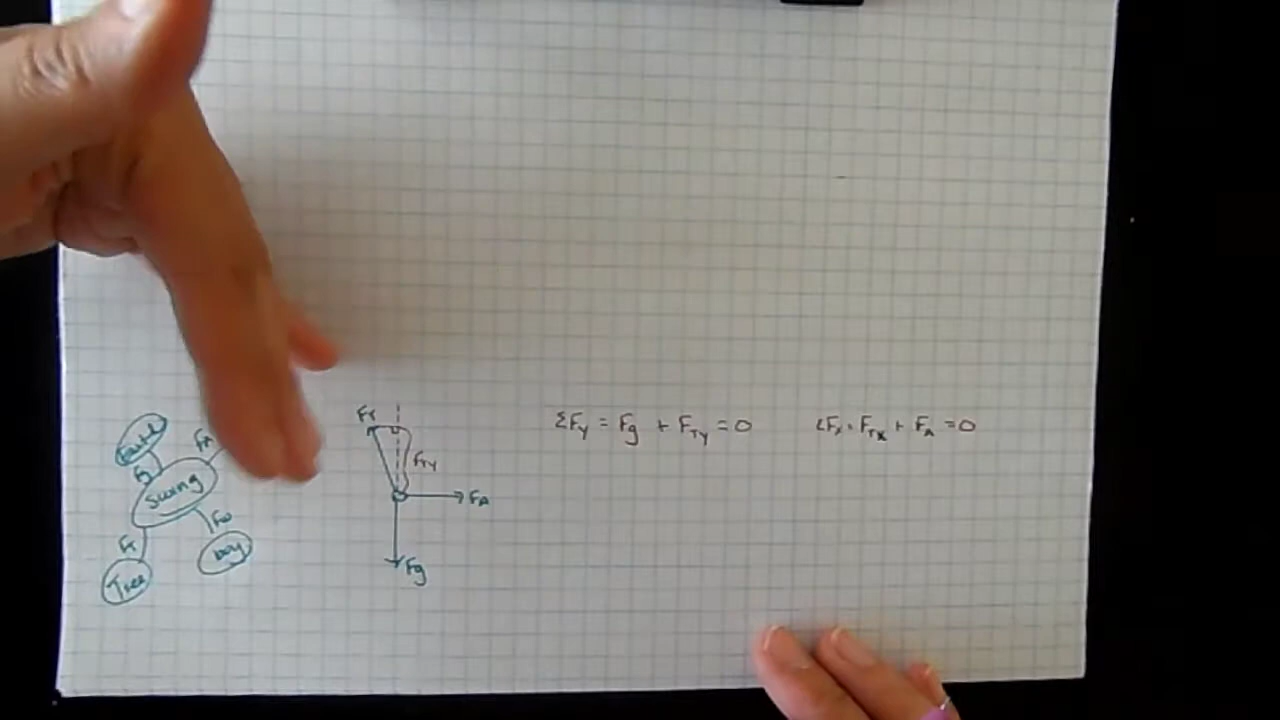 Earth
FA
Fg
Swing
Fw
FT
boy
Tree
FT
FTY
FA
Fg
ΣFy = Fg + FTy = 0
ΣFx = FTx + FA = 0